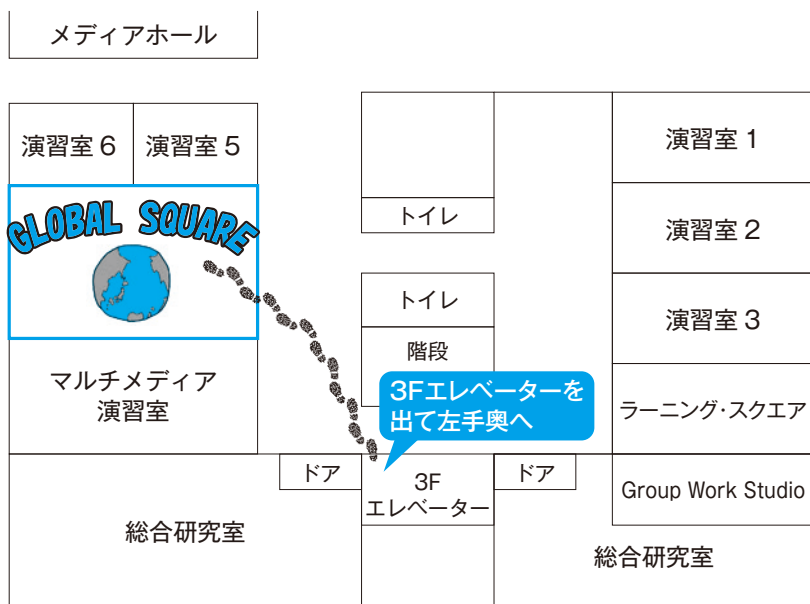 メディアホール
演習室 6
演習室 5
GLOBAL SQUARE
マルチメディア
演習室
総合研究室
トイレ
トイレ
階段
3Fエレベーターを
出て左手奥へ
ドア
3F
エレベーター
ドア
演習室 1
演習室 2
演習室 3
ラーニング・スクエア
Group Work Studio
総合研究室